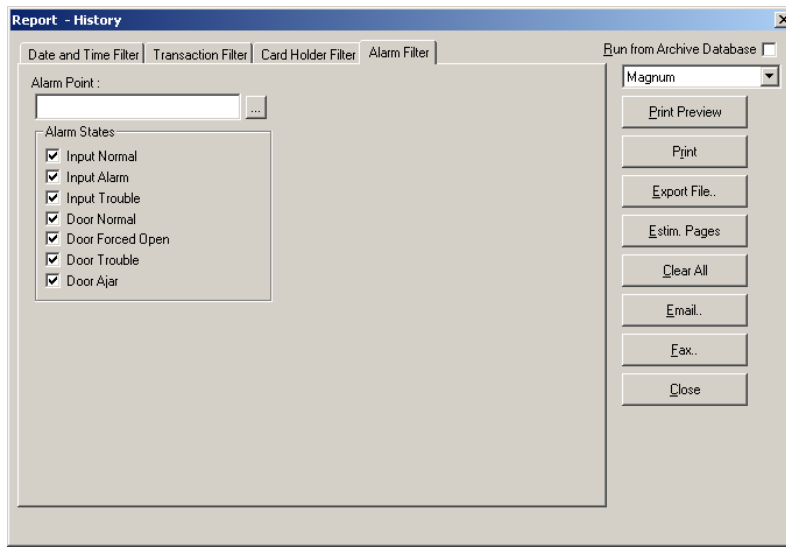 Report - History
Date and Time Filter
Transaction Filter
Card Holder Filter
Alarm Filter
Run from Archive Database
Alarm Point :
...
Magnum
Alarm States
Input Normal
Input Alarm
Input Trouble
Door Normal
Door Forced Open
Door Trouble
Door Ajar
Print Preview
Print
Export File..
Estim. Pages
Clear All
Email..
Fax..
Close